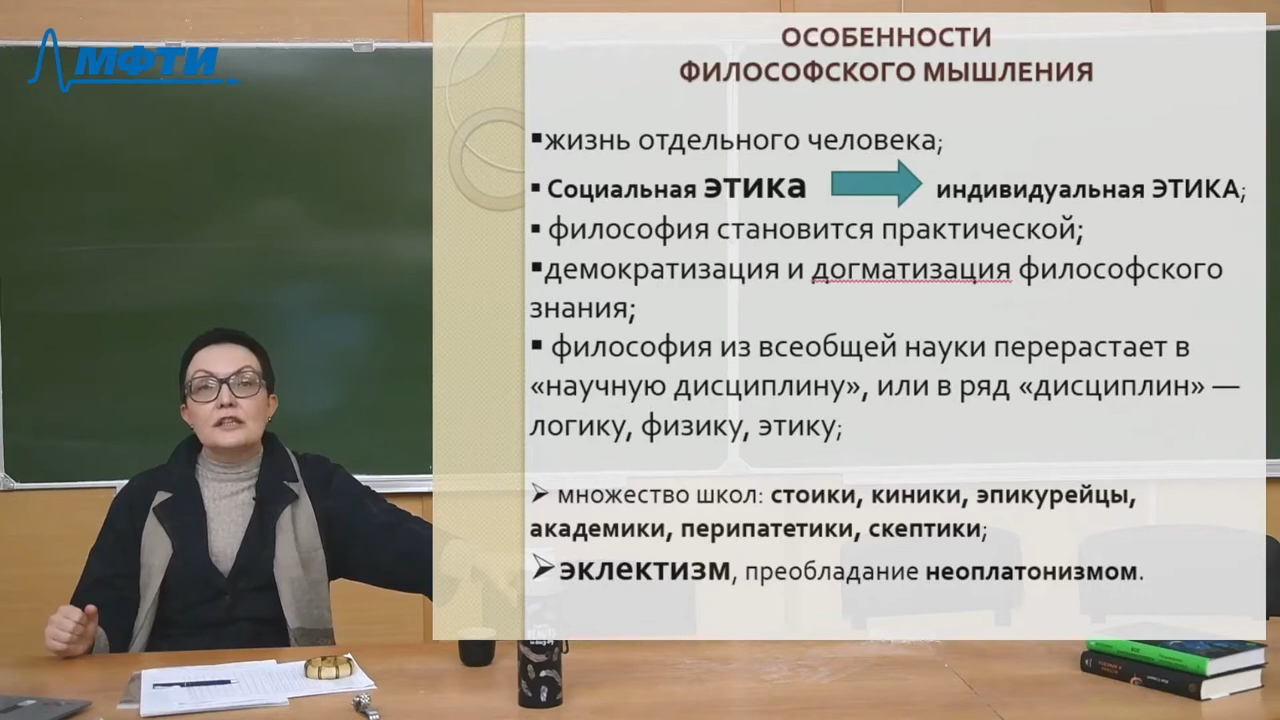 МФТИ
ОСОБЕННОСТИ
ФИЛОСОФСКОГО МЫШЛЕНИЯ
▪жизнь отдельного человека;
▪ Социальная этика индивидуальная ЭТИКА;
▪ философия становится практической;
▪демократизация и догматизация философского
знания;
▪ философия из всеобщей науки перерастает в
«научную дисциплину», или в ряд «дисциплин» —
логику, физику, этику;
➢ множество школ: стоики, киники, эпикурейцы,
академики, перипатетики, скептики;
➢эклектизм, преобладание неоплатонизмом.